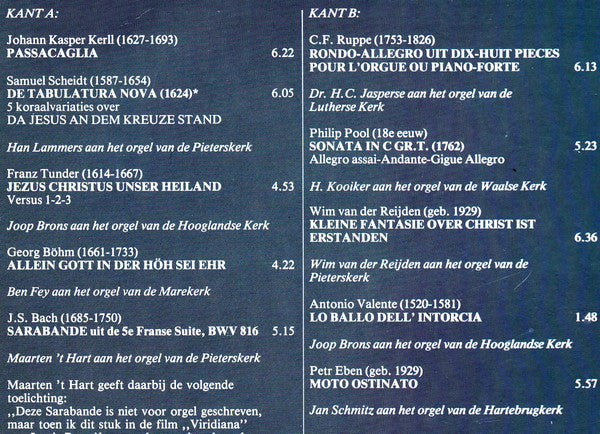 KANT A:
Johann Kasper Kerll (1627-1693)
PASSACAGLIA 6.22
Samuel Scheidt (1587-1654)
DE TABULATURA NOVA (1624)* 6.05
5 koraalvariaties over
DA JESUS AN DEM KREUZE STAND
Han Lammers aan het orgel van de Pieterskerk
Franz Tunder (1614-1667)
JEZUS CHRISTUS UNSER HEILAND 4.53
Versus 1-2-3
Joop Brons aan het orgel van de Hooglandse Kerk
Georg Böhm (1661-1733)
ALLEIN GOTT IN DER HÖH SEI EHR 4.22
Ben Fey aan het orgel van de Marekerk
J.S. Bach (1685-1750)
SARABANDE uit de 5e Franse Suite, BWV 816 5.15
Maarten 't Hart aan het orgel van de Pieterskerk
Maarten 't Hart geeft daarbij de volgende
toelichting:
,,Deze Sarabande is niet voor orgel geschreven,
maar toen ik dit stuk in de film ,,Viridiana"
KANT B:
C.F. Ruppe (1753-1826)
RONDO-ALLEGRO UIT DIX-HUIT PIECES
POUR L'ORGUE OU PIANO-FORTE 6.13
Dr. H.C. Jasperse aan het orgel van de
Lutherse Kerk
Philip Pool (18e eeuw)
SONATA IN C GR.T. (1762) 5.23
Allegro assai-Andante-Gigue Allegro
H. Kooiker aan het orgel van de Waalse Kerk
Wim van der Reijden (geb. 1929)
KLEINE FANTASIE OVER CHRIST IST
ERSTANDEN 6.36
Wim van der Reijden aan het orgel van de
Pieterskerk
Antonio Valente (1520-1581)
LO BALLO DELL' INTORCIA 1.48
Joop Brons aan het orgel van de Hooglandse Kerk
Petr Eben (geb. 1929)
MOTO OSTINATO 5.57
Jan Schmitz aan het orgel van de Hartebrugkerk